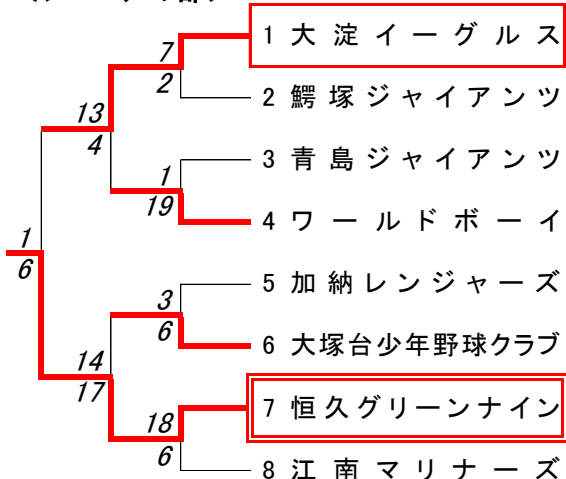 7
1 大淀イーグルス
2
2 鰐塚ジャイアンツ
13
4
1
3 青島ジャイアンツ
19
4 ワールドボーイ
1
6
3
5 加納レンジャーズ
6
6 大塚台少年野球クラブ
14
17
18
7 恒久グリーンナイン
6
8 江南マリナーズ